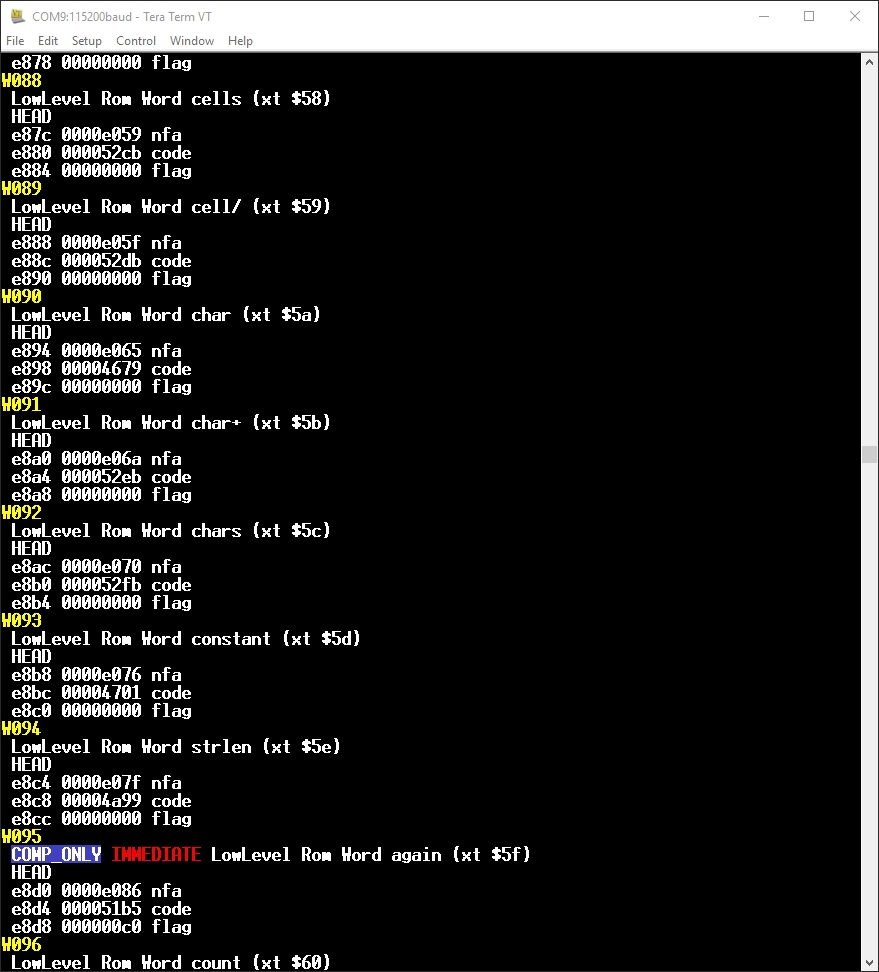 COM9:115200baud - Tera Term VT
File Edit Setup Control Window Help
e878 00000000 flag
W088
LowLevel Rom Word cells (xt $58)
HEAD
e87c 0000e059 nfa
e880 000052cb code
e884 00000000 flag
W089
LowLevel Rom Word cell/ (xt $59)
HEAD
e888 0000e05f nfa
e88c 000052db code
e890 00000000 flag
W090
LowLevel Rom Word char (xt $5a)
HEAD
e894 0000e065 nfa
e898 00004679 code
e89c 00000000 flag
W091
LowLevel Rom Word char+ (xt $5b)
HEAD
e8a0 0000e06a nfa
e8a4 000052eb code
e8a8 00000000 flag
W092
LowLevel Rom Word chars (xt $5c)
HEAD
e8ac 0000e070 nfa
e8b0 000052fb code
e8b4 00000000 flag
W093
LowLevel Rom Word constant (xt $5d)
HEAD
e8b8 0000e076 nfa
e8bc 00004701 code
e8c0 00000000 flag
W094
LowLevel Rom Word strlen (xt $5e)
HEAD
e8c4 0000e07f nfa
e8c8 00004a99 code
e8cc 00000000 flag
W095
COMP_ONLY IMMEDIATE LowLevel Rom Word again (xt $5f)
HEAD
e8d0 0000e086 nfa
e8d4 000051b5 code
e8d8 000000c0 flag
W096
LowLevel Rom Word count (xt $60)